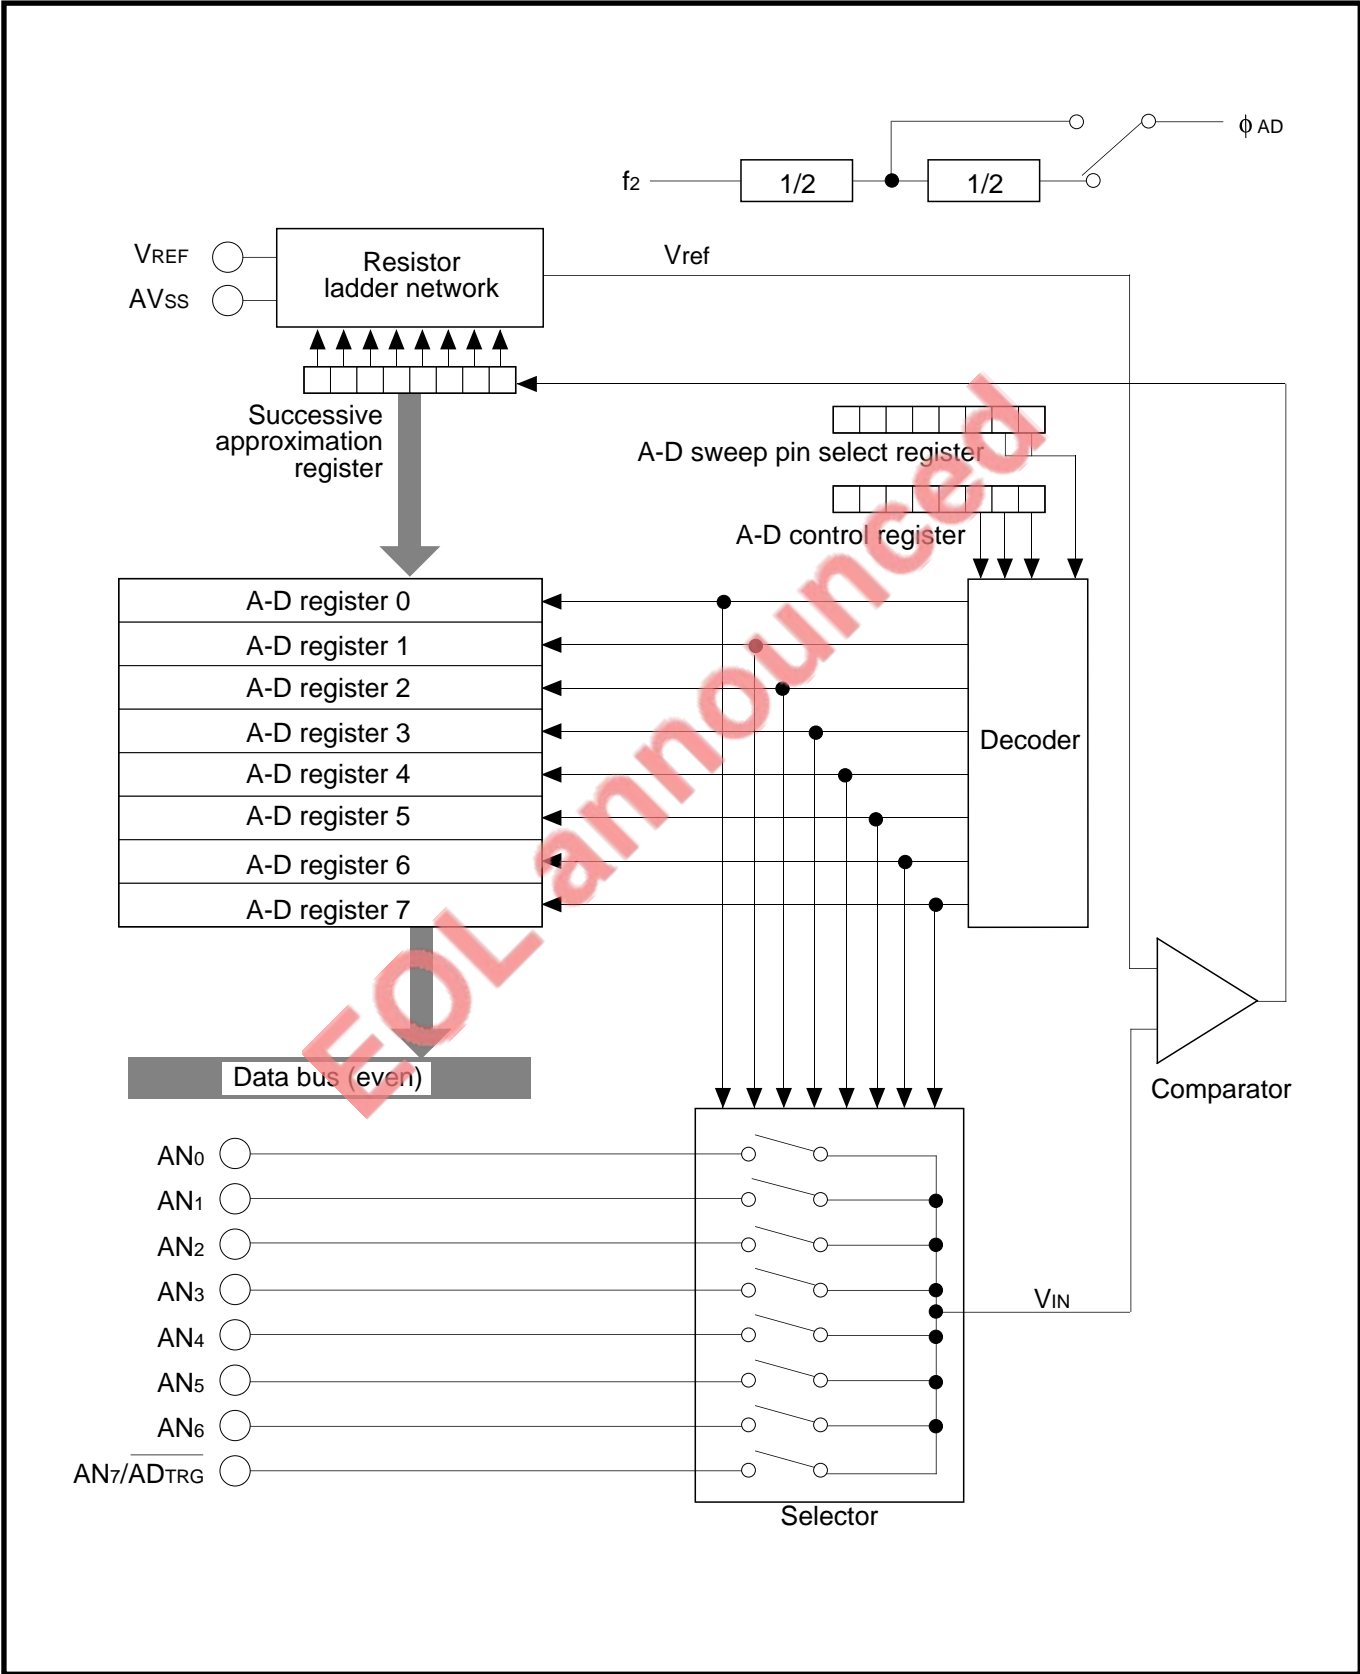 ϕ AD
f2
1/2
1/2
VREF
AVSS
Resistor
ladder network
Vref
Successive
approximation
register
A-D sweep pin select register
A-D control register
A-D register 0
A-D register 1
A-D register 2
A-D register 3
A-D register 4
A-D register 5
A-D register 6
A-D register 7
Decoder
Data bus (even)
Comparator
AN0
AN1
AN2
AN3
AN4
AN5
AN6
AN7/ADTRG
VIN
Selector
EOL announced